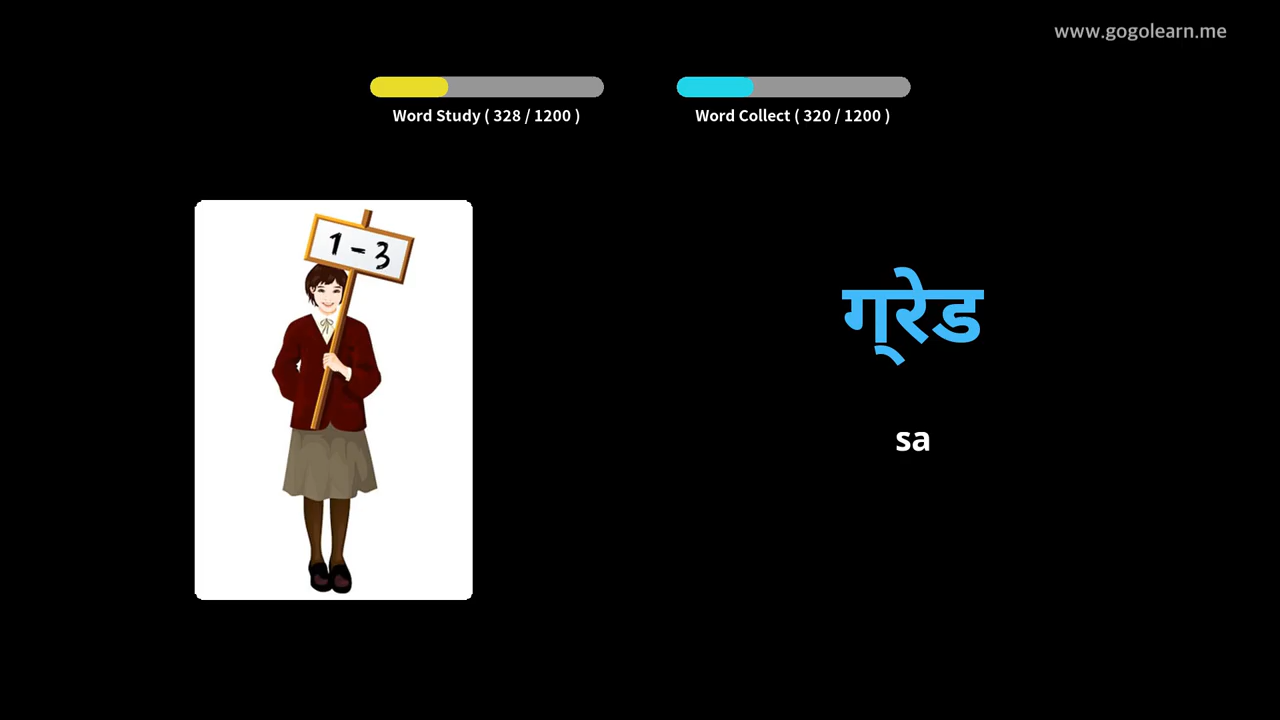 www.gogolearn.me
Word Study ( 328 / 1200 )
Word Collect ( 320 / 1200 )
1 - 3
ग्रेड
sa